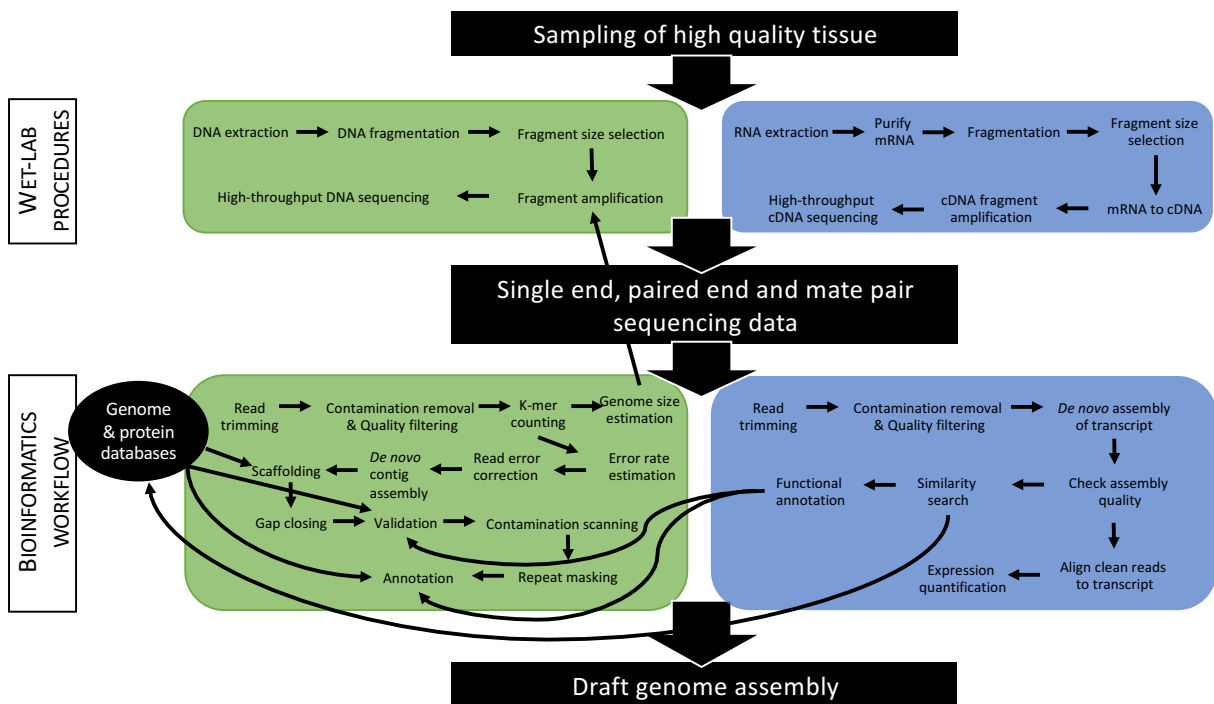 Sampling of high quality tissue
WET-LAB
PROCEDURES
DNA extraction
DNA fragmentation
Fragment size selection
Fragment amplification
High-throughput DNA sequencing
RNA extraction
Purify
mRNA
Fragmentation
Fragment size
selection
mRNA to cDNA
cDNA fragment
amplification
High-throughput
cDNA sequencing
Single end, paired end and mate pair
sequencing data
BIOINFORMATICS
WORKFLOW
Genome
& protein
databases
Read
trimming
Contamination removal
& Quality filtering
K-mer
counting
Genome size
estimation
Error rate
estimation
Read error
correction
De novo
contig
assembly
Scaffolding
Gap closing
Validation
Contamination scanning
Repeat masking
Annotation
Read
trimming
Contamination removal
& Quality filtering
De novo assembly
of transcript
Check assembly
quality
Similarity
search
Functional
annotation
Align clean reads
to transcript
Expression
quantification
Draft genome assembly